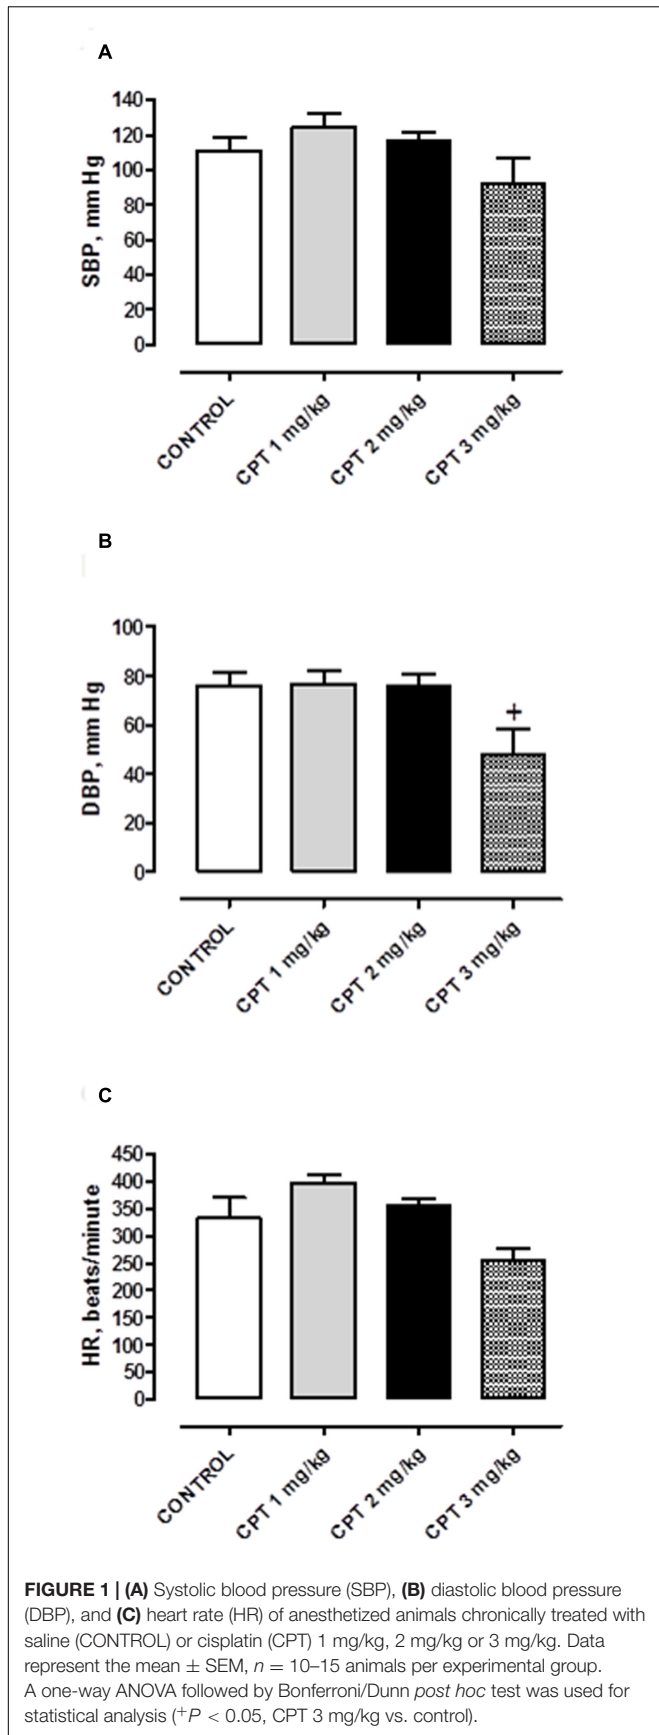 A
140
120
100
80
60
40
20
0
SBP, mm Hg
CONTROL
CPT 1 mg/kg
CPT 2 mg/kg
CPT 3 mg/kg
B
100
80
60
40
20
0
DBP, mm Hg
+
CONTROL
CPT 1 mg/kg
CPT 2 mg/kg
CPT 3 mg/kg
C
450
400
350
300
250
200
150
100
50
0
HR, beats/minute
CONTROL
CPT 1 mg/kg
CPT 2 mg/kg
CPT 3 mg/kg
FIGURE 1 | (A) Systolic blood pressure (SBP), (B) diastolic blood pressure
(DBP), and (C) heart rate (HR) of anesthetized animals chronically treated with
saline (CONTROL) or cisplatin (CPT) 1 mg/kg, 2 mg/kg or 3 mg/kg. Data
represent the mean ± SEM, n = 10–15 animals per experimental group.
A one-way ANOVA followed by Bonferroni/Dunn post hoc test was used for
statistical analysis (+P < 0.05, CPT 3 mg/kg vs. control).